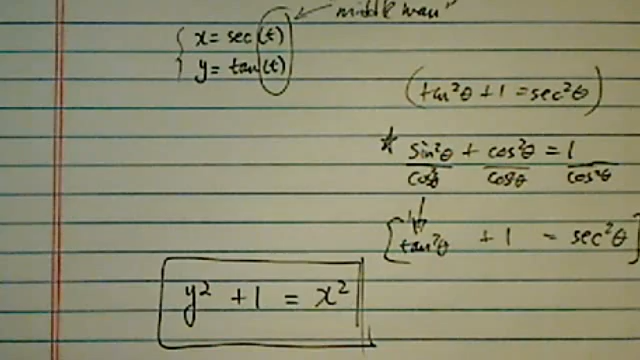 middle man"
x = sec(t)
y = tan(t)
(tan²θ + 1 = sec²θ)
* sin²θ/cos²θ + cos²θ/cos²θ = 1/cos²θ
[tan²θ + 1 = sec²θ]
y² + 1 = x²